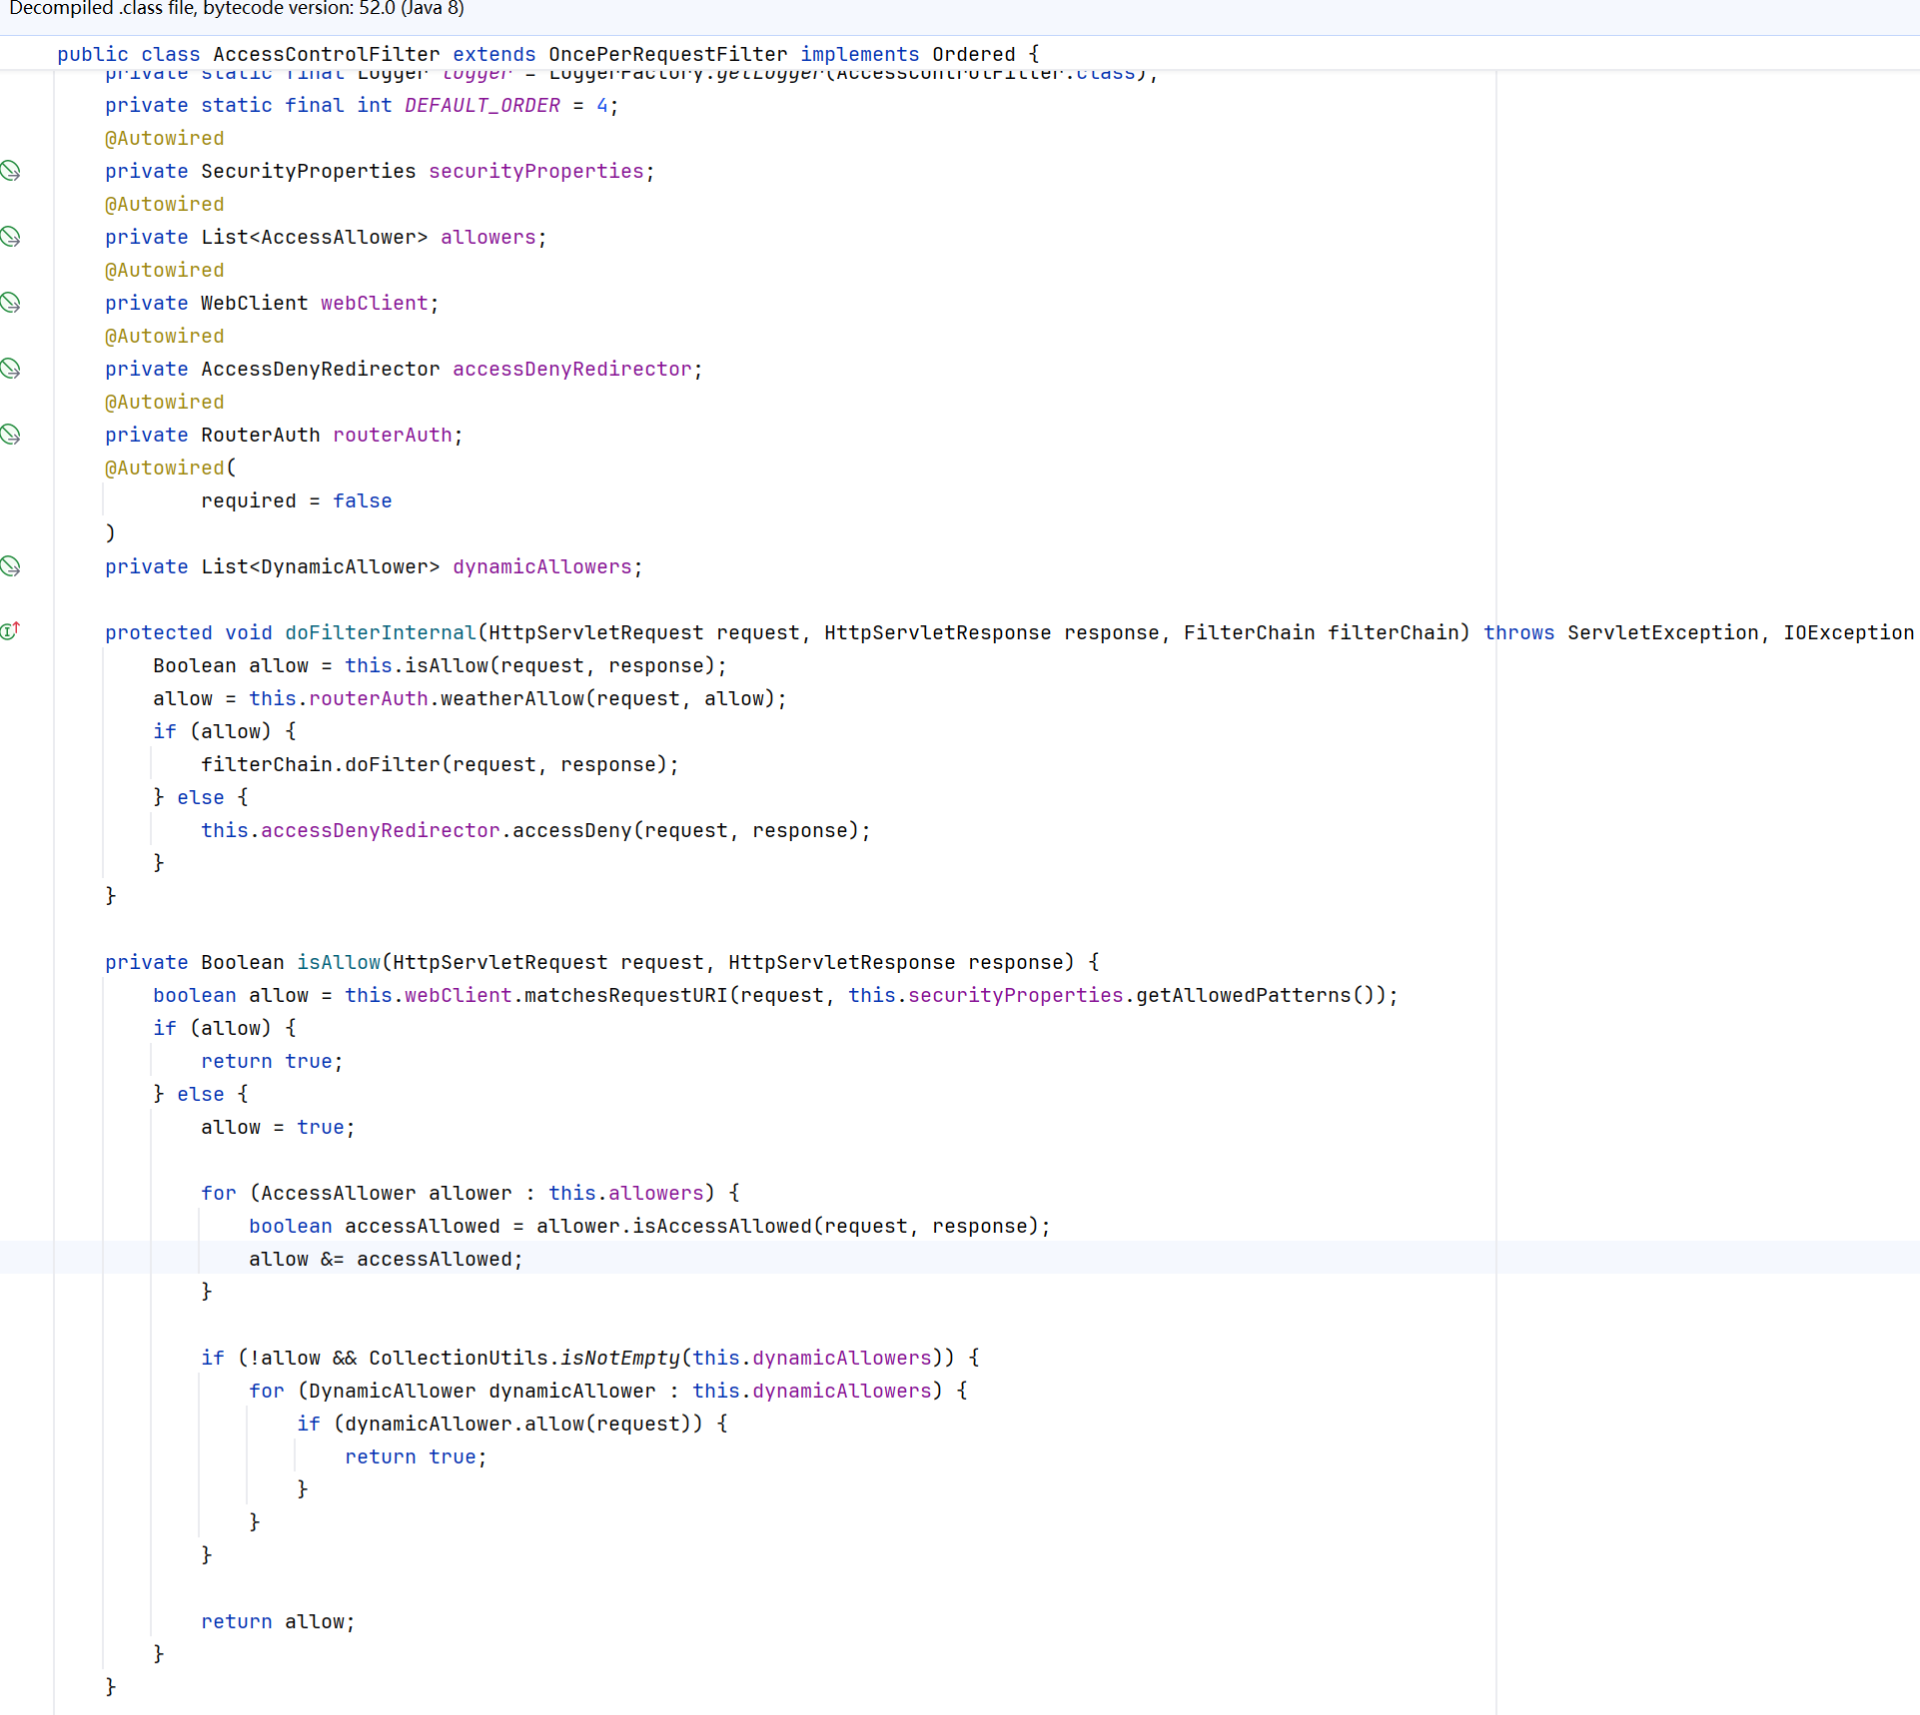 Decompiled .class file, bytecode version: 52.0 (Java 8)
public class AccessControlFilter extends OncePerRequestFilter implements Ordered {
private static final Logger logger = LoggerFactory.getLogger(AccessControlFilter.class);
private static final int DEFAULT_ORDER = 4;
@Autowired
private SecurityProperties securityProperties;
@Autowired
private List<AccessAllower> allowers;
@Autowired
private WebClient webClient;
@Autowired
private AccessDenyRedirector accessDenyRedirector;
@Autowired
private RouterAuth routerAuth;
@Autowired(
required = false
)
private List<DynamicAllower> dynamicAllowers;
protected void doFilterInternal(HttpServletRequest request, HttpServletResponse response, FilterChain filterChain) throws ServletException, IOException
Boolean allow = this.isAllow(request, response);
allow = this.routerAuth.weatherAllow(request, allow);
if (allow) {
filterChain.doFilter(request, response);
} else {
this.accessDenyRedirector.accessDeny(request, response);
}
}
private Boolean isAllow(HttpServletRequest request, HttpServletResponse response) {
boolean allow = this.webClient.matchesRequestURI(request, this.securityProperties.getAllowedPatterns());
if (allow) {
return true;
} else {
allow = true;
for (AccessAllower allower : this.allowers) {
boolean accessAllowed = allower.isAccessAllowed(request, response);
allow &= accessAllowed;
}
if (!allow && CollectionUtils.isNotEmpty(this.dynamicAllowers)) {
for (DynamicAllower dynamicAllower : this.dynamicAllowers) {
if (dynamicAllower.allow(request)) {
return true;
}
}
}
return allow;
}
}